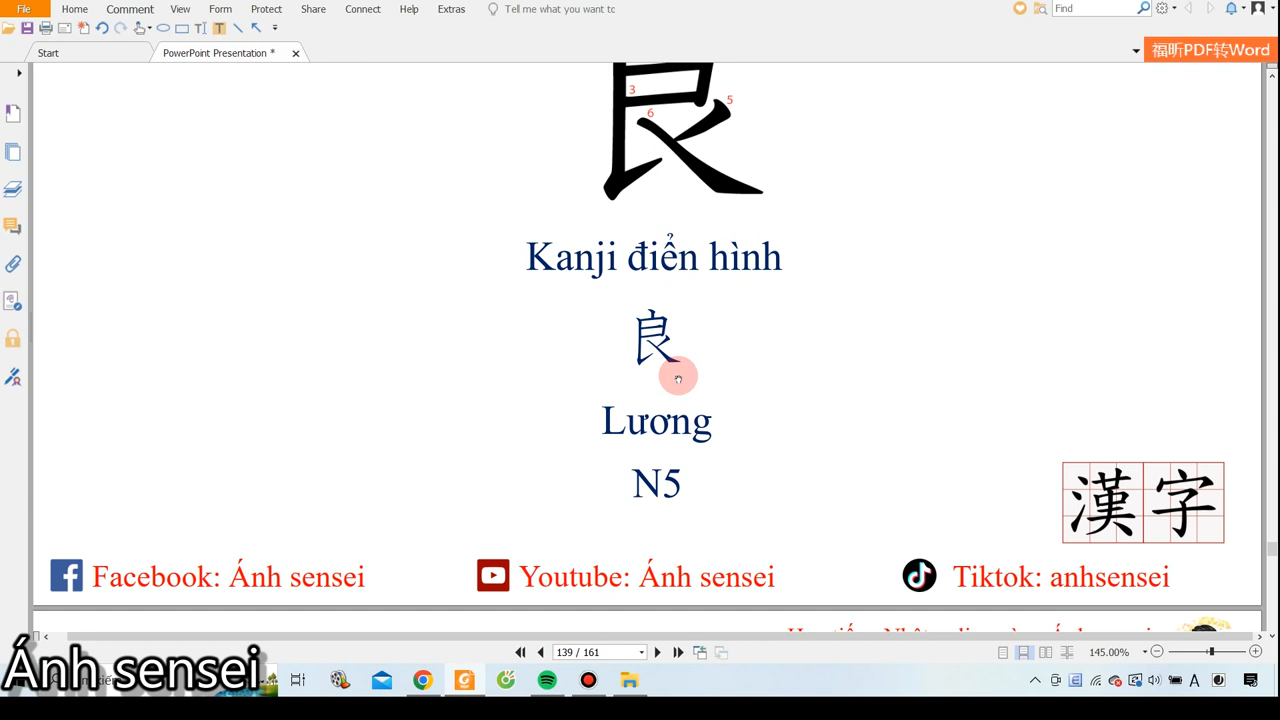 File Home Comment View Form Protect Share Connect Help Extras Tell me what you want to Find
Start PowerPoint Presentation * 福昕PDF转Word
3 5
6
艮
Kanji điển hình
良
Lương
N5
漢字
Facebook: Ánh sensei Youtube: Ánh sensei Tiktok: anhsensei
139 / 161 145.00%
Ánh sensei